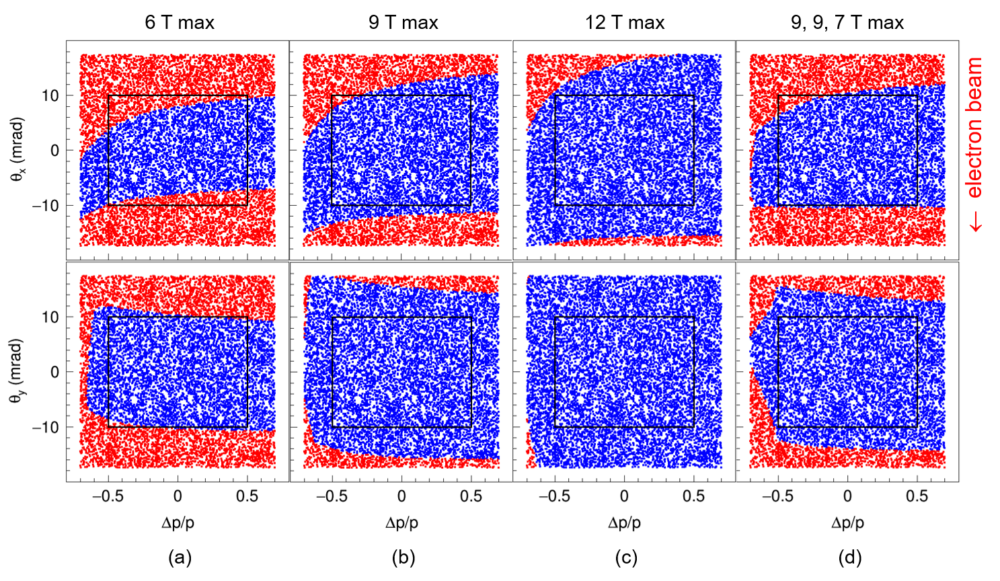 6 T max 9 T max 12 T max 9, 9, 7 T max
10
0
−10
θx (mrad)
← electron beam
10
0
−10
θy (mrad)
−0.5 0 0.5 −0.5 0 0.5 −0.5 0 0.5 −0.5 0 0.5
Δp/p Δp/p Δp/p Δp/p
(a) (b) (c) (d)